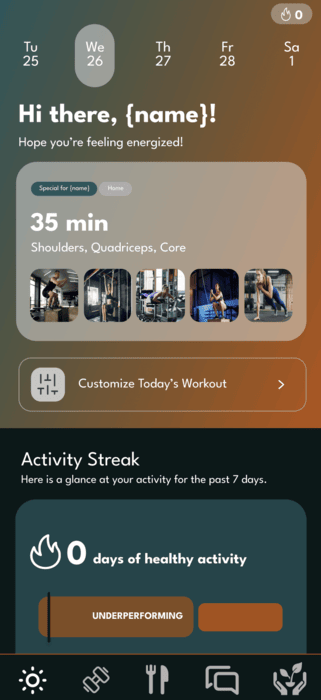 0
Tu We Th Fr Sa
25 26 27 28 1
Hi there, {name}!
Hope you're feeling energized!
Special for {name} Home
35 min
Shoulders, Quadriceps, Core
Customize Today's Workout
Activity Streak
Here is a glance at your activity for the past 7 days.
0 days of healthy activity
UNDERPERFORMING